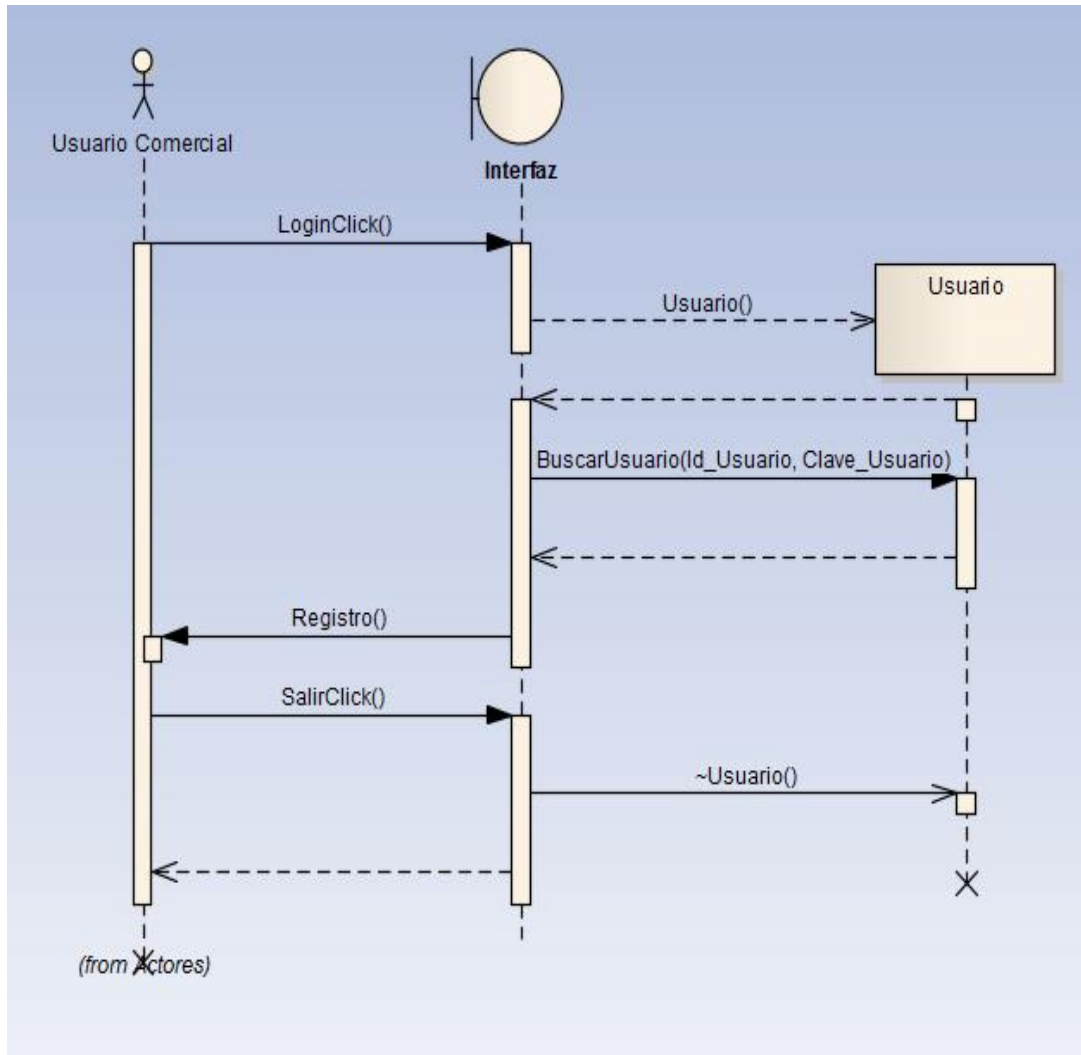 Usuario Comercial
Interfaz
LoginClick()
Usuario
Usuario()
BuscarUsuario(Id_Usuario, Clave_Usuario)
Registro()
SalirClick()
~Usuario()
(from Actores)